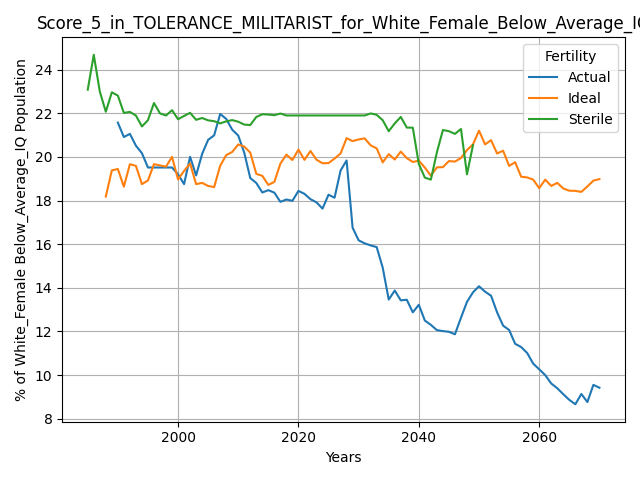 Score_5_in_TOLERANCE_MILITARIST_for_White_Female_Below_Average_IQ
Fertility
Actual
Ideal
Sterile
% of White_Female Below_Average_IQ Population
24
22
20
18
16
14
12
10
8
2000 2020 2040 2060
Years